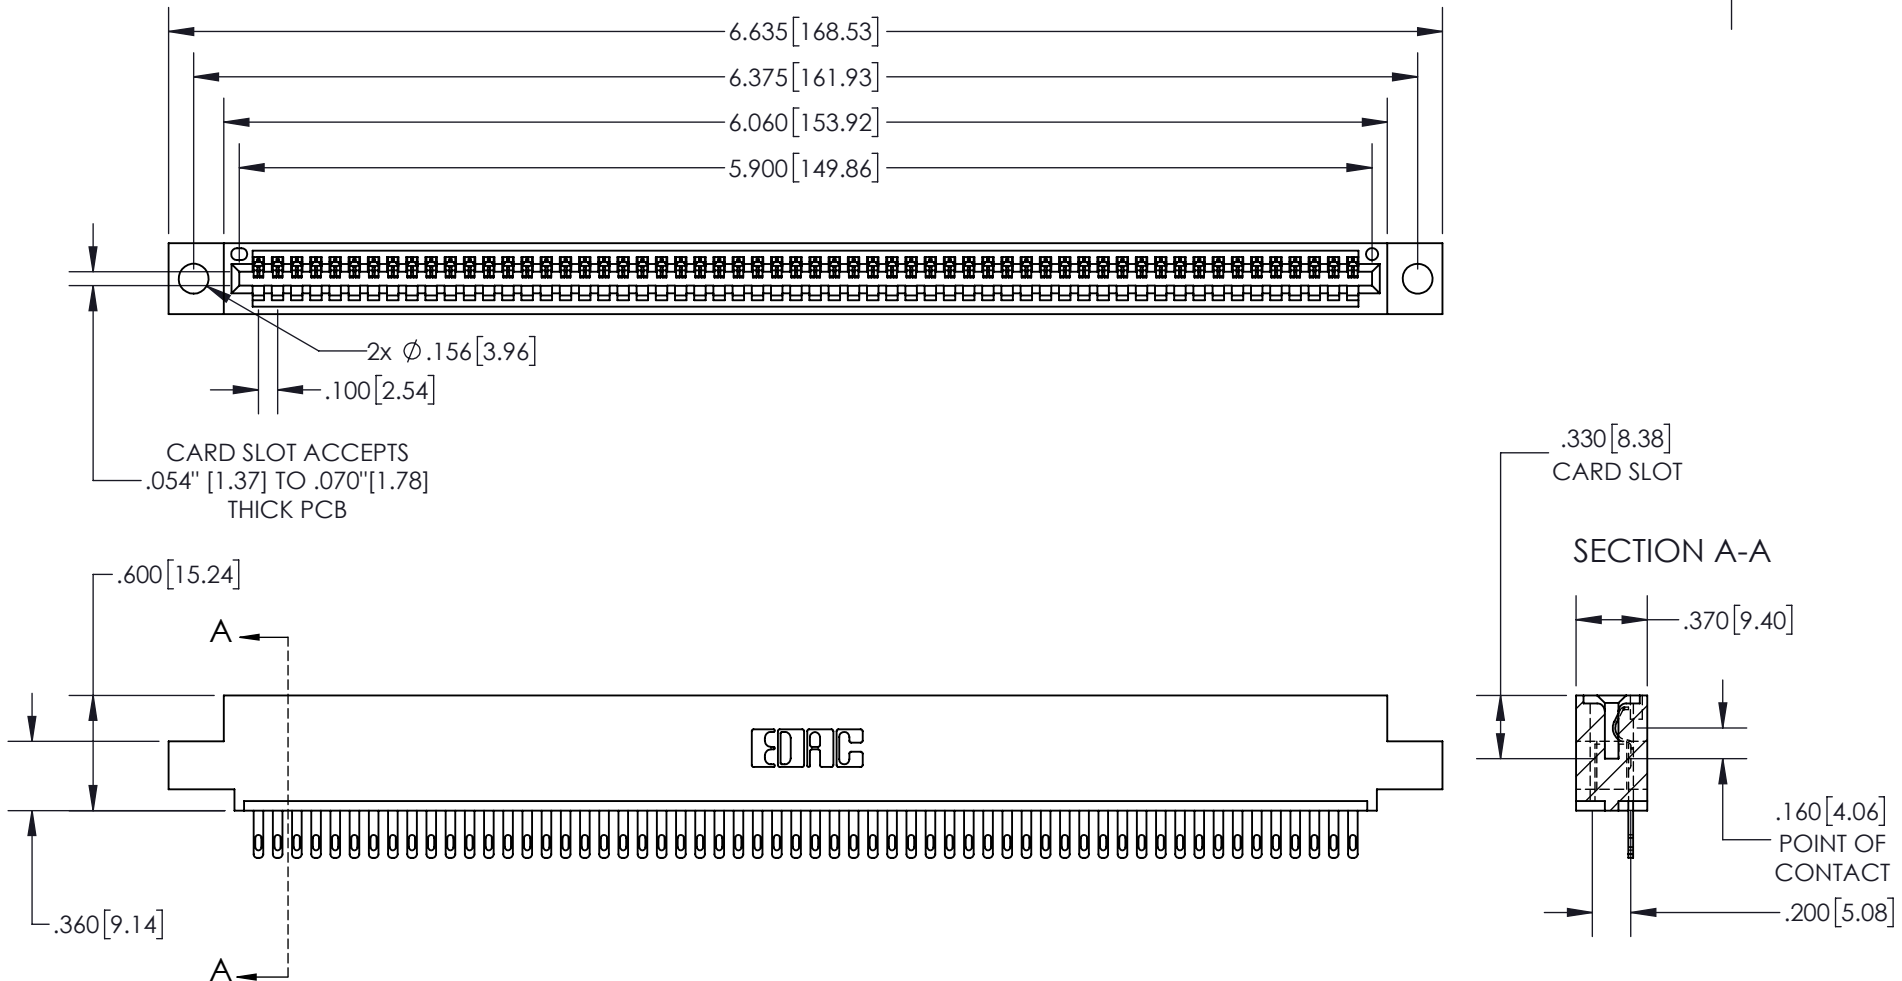 6.635[168.53]
6.375[161.93]
6.060[153.92]
5.900[149.86]
2x Ø.156[3.96]
.100[2.54]
CARD SLOT ACCEPTS
.054" [1.37] TO .070"[1.78]
THICK PCB
.330[8.38]
CARD SLOT
SECTION A-A
.600[15.24]
.370[9.40]
A
EDAC
.160[4.06]
POINT OF
CONTACT
.360[9.14]
.200[5.08]
A